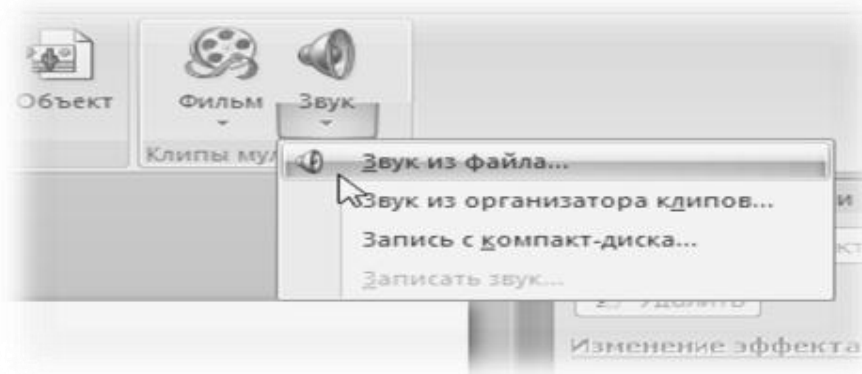 Объект Фильм Звук
Клипы му
Звук из файла...
Звук из организатора клипов...
Запись с компакт-диска...
Записать звук...
Удалить
Изменение эффекта